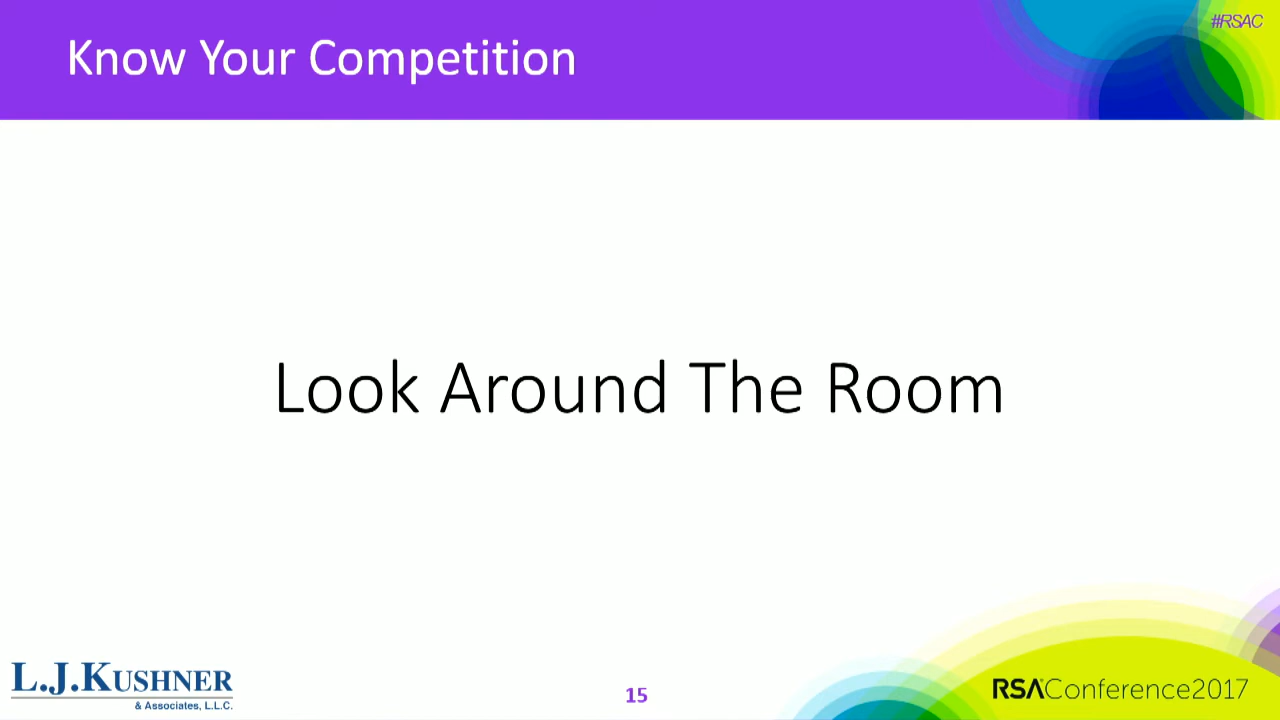 #RSAC
Know Your Competition
Look Around The Room
L.J.KUSHNER
& Associates, L.L.C.
15
RSAConference2017